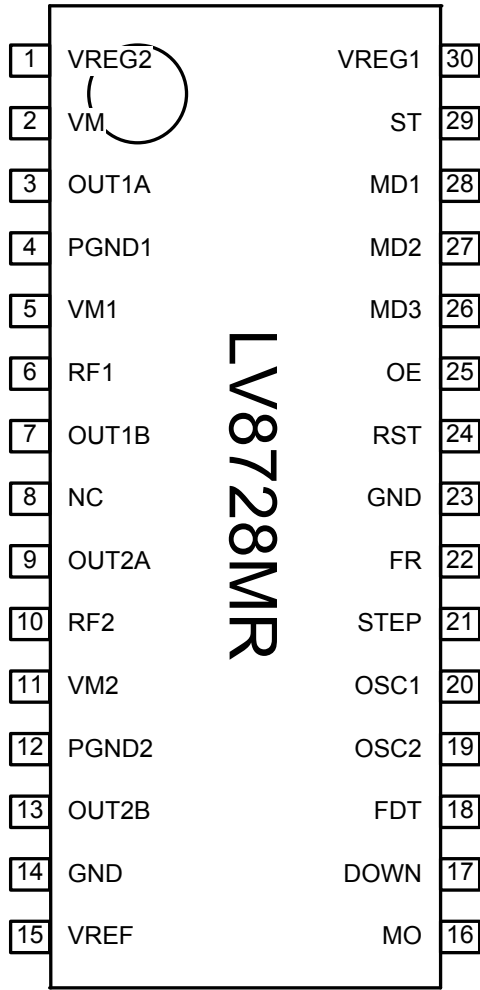 1 VREG2 VREG1 30
2 VM ST 29
3 OUT1A MD1 28
4 PGND1 MD2 27
5 VM1 MD3 26
6 RF1 OE 25
7 OUT1B RST 24
8 NC GND 23
9 OUT2A FR 22
10 RF2 STEP 21
11 VM2 OSC1 20
12 PGND2 OSC2 19
13 OUT2B FDT 18
14 GND DOWN 17
15 VREF MO 16
LV8728MR